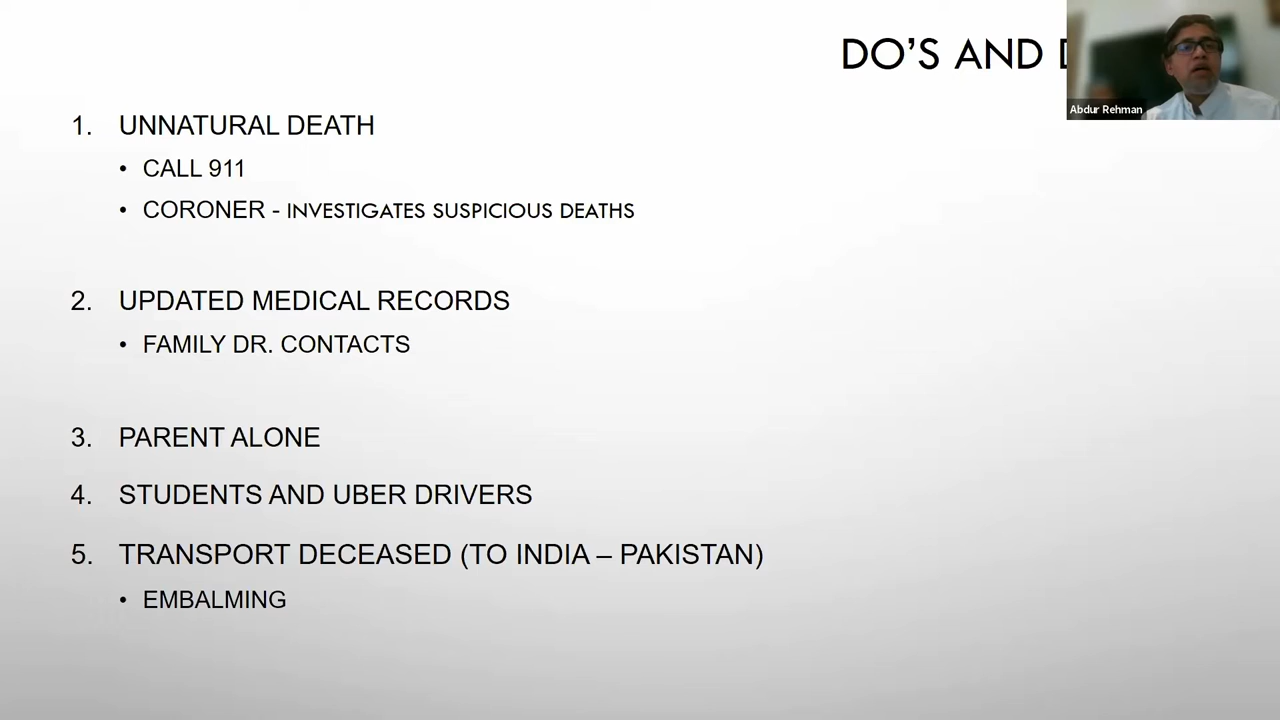 DO'S AND
Abdur Rehman
1. UNNATURAL DEATH
• CALL 911
• CORONER - INVESTIGATES SUSPICIOUS DEATHS
2. UPDATED MEDICAL RECORDS
• FAMILY DR. CONTACTS
3. PARENT ALONE
4. STUDENTS AND UBER DRIVERS
5. TRANSPORT DECEASED (TO INDIA – PAKISTAN)
• EMBALMING